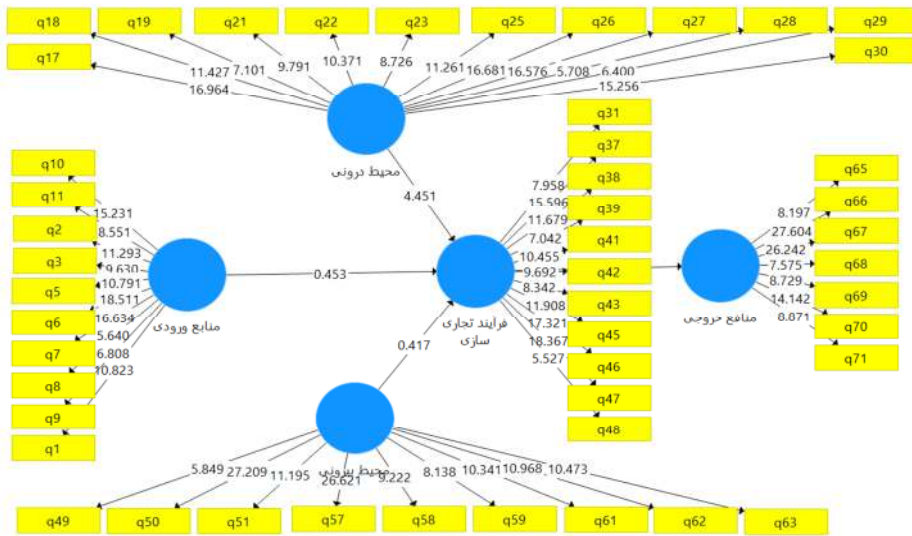 q18 q19 q21 q22 q23 q25 q26 q27 q28 q29
q17 q30
11.427 7.101 9.791 10.371 8.726 11.261 16.681 16.576 5.708 6.400
16.964 15.256
محیط درونی
4.451
q31
q37
q38
q39
q41
q42
q43
q45
q46
q47
q48
7.958
15.596
11.679
7.042
10.455
9.692
8.342
11.908
17.321
18.367
5.527
فرآیند تجاری
سازی
q10
q11
q2
q3
q5
q6
q7
q8
q9
q1
15.231
8.551
11.293
9.630
10.791
18.511
16.634
5.640
6.808
10.823
منابع ورودی
0.453
0.417
q65
q66
q67
q68
q69
q70
q71
8.197
27.604
26.242
7.575
8.729
14.142
8.871
منافع خروجی
محیط بیرونی
5.849 27.209 11.195 26.621 9.222 8.138 10.341 10.968 10.473
q49 q50 q51 q57 q58 q59 q61 q62 q63